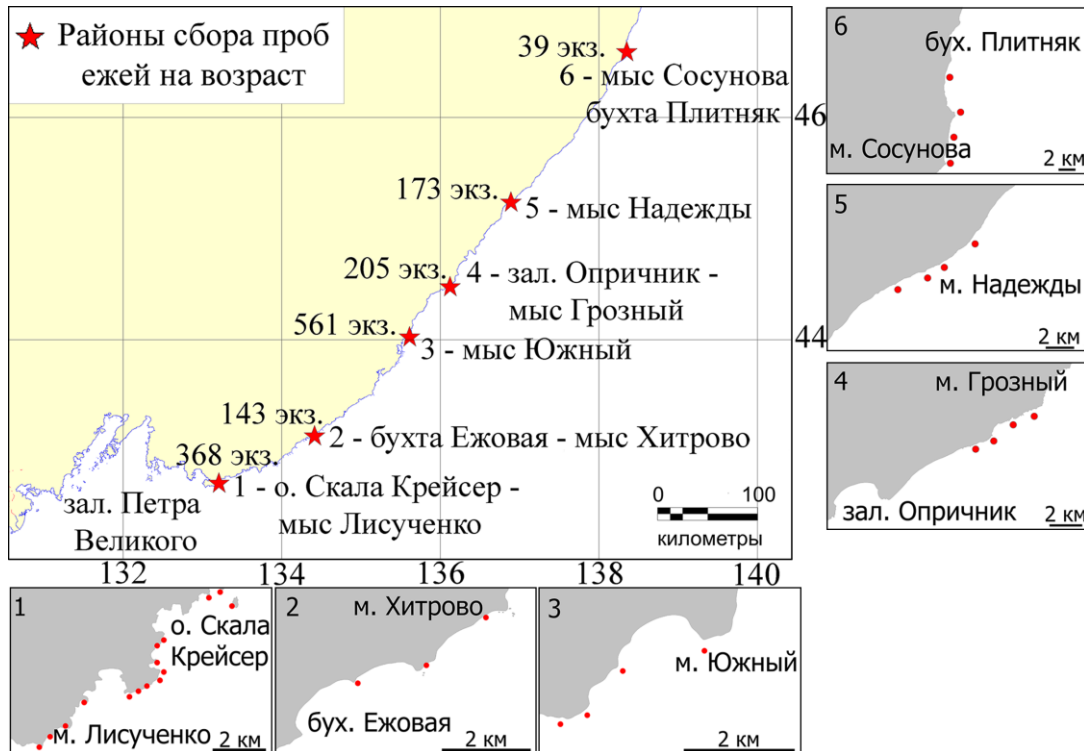 Районы сбора проб
ежей на возраст
39 экз.
6 - мыс Сосунова
бухта Плитняк
46
173 экз.
5 - мыс Надежды
205 экз.
4 - зал. Опричник -
мыс Грозный
561 экз.
3 - мыс Южный
44
143 экз.
2 - бухта Ежовая - мыс Хитрово
368 экз.
1 - о. Скала Крейсер -
мыс Лисученко
зал. Петра
Великого
0 100
километры
132 134 136 138 140
6
бух. Плитняк
м. Сосунова
2 км
5
м. Надежды
2 км
4
м. Грозный
зал. Опричник
2 км
1
о. Скала
Крейсер
м. Лисученко
2 км
2
м. Хитрово
бух. Ежовая
2 км
3
м. Южный
2 км